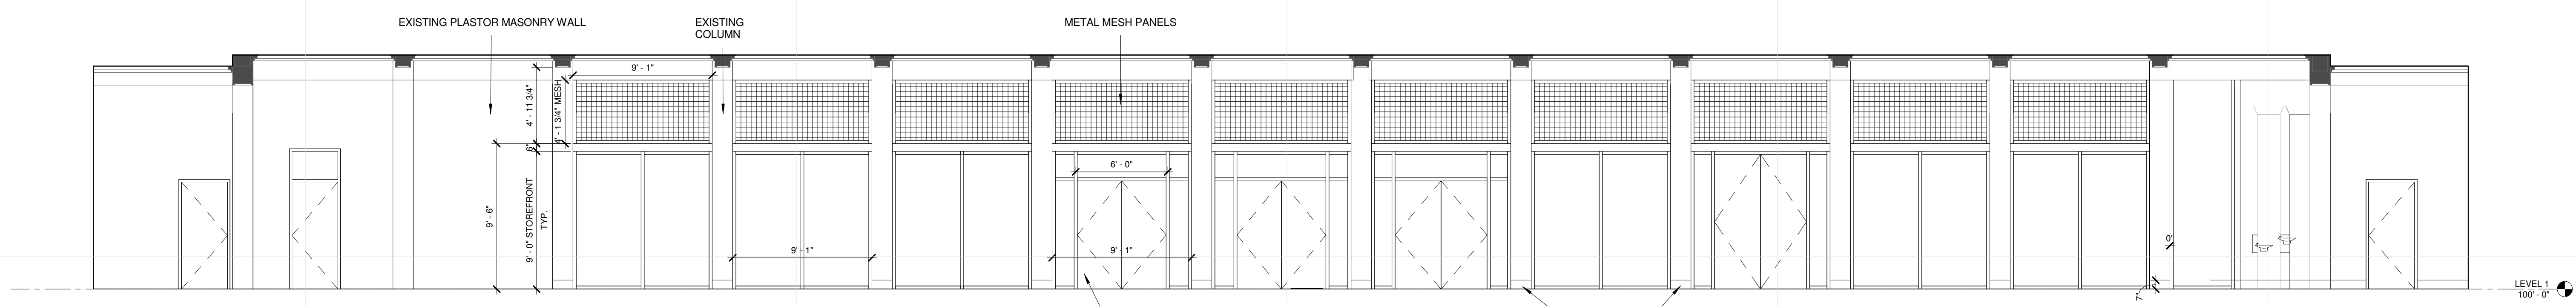 EXISTING PLASTOR MASONRY WALL
EXISTING
COLUMN
METAL MESH PANELS
9' - 1"
4' - 11 3/4"
4' - 1 3/4" MESH
6"
9' - 6"
9' - 0" STOREFRONT
TYP.
9' - 1"
6' - 0"
9' - 1"
0"
7"
LEVEL 1
100' - 0"